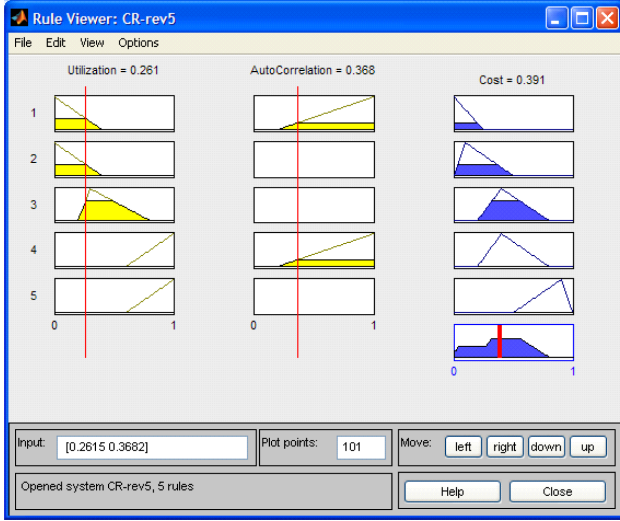 Rule Viewer: CR-rev5
File Edit View Options
Utilization = 0.261 AutoCorrelation = 0.368 Cost = 0.391
1
2
3
4
5
0 1 0 1
0 1
Input: [0.2615 0.3682] Plot points: 101 Move: left right down up
Opened system CR-rev5, 5 rules Help Close